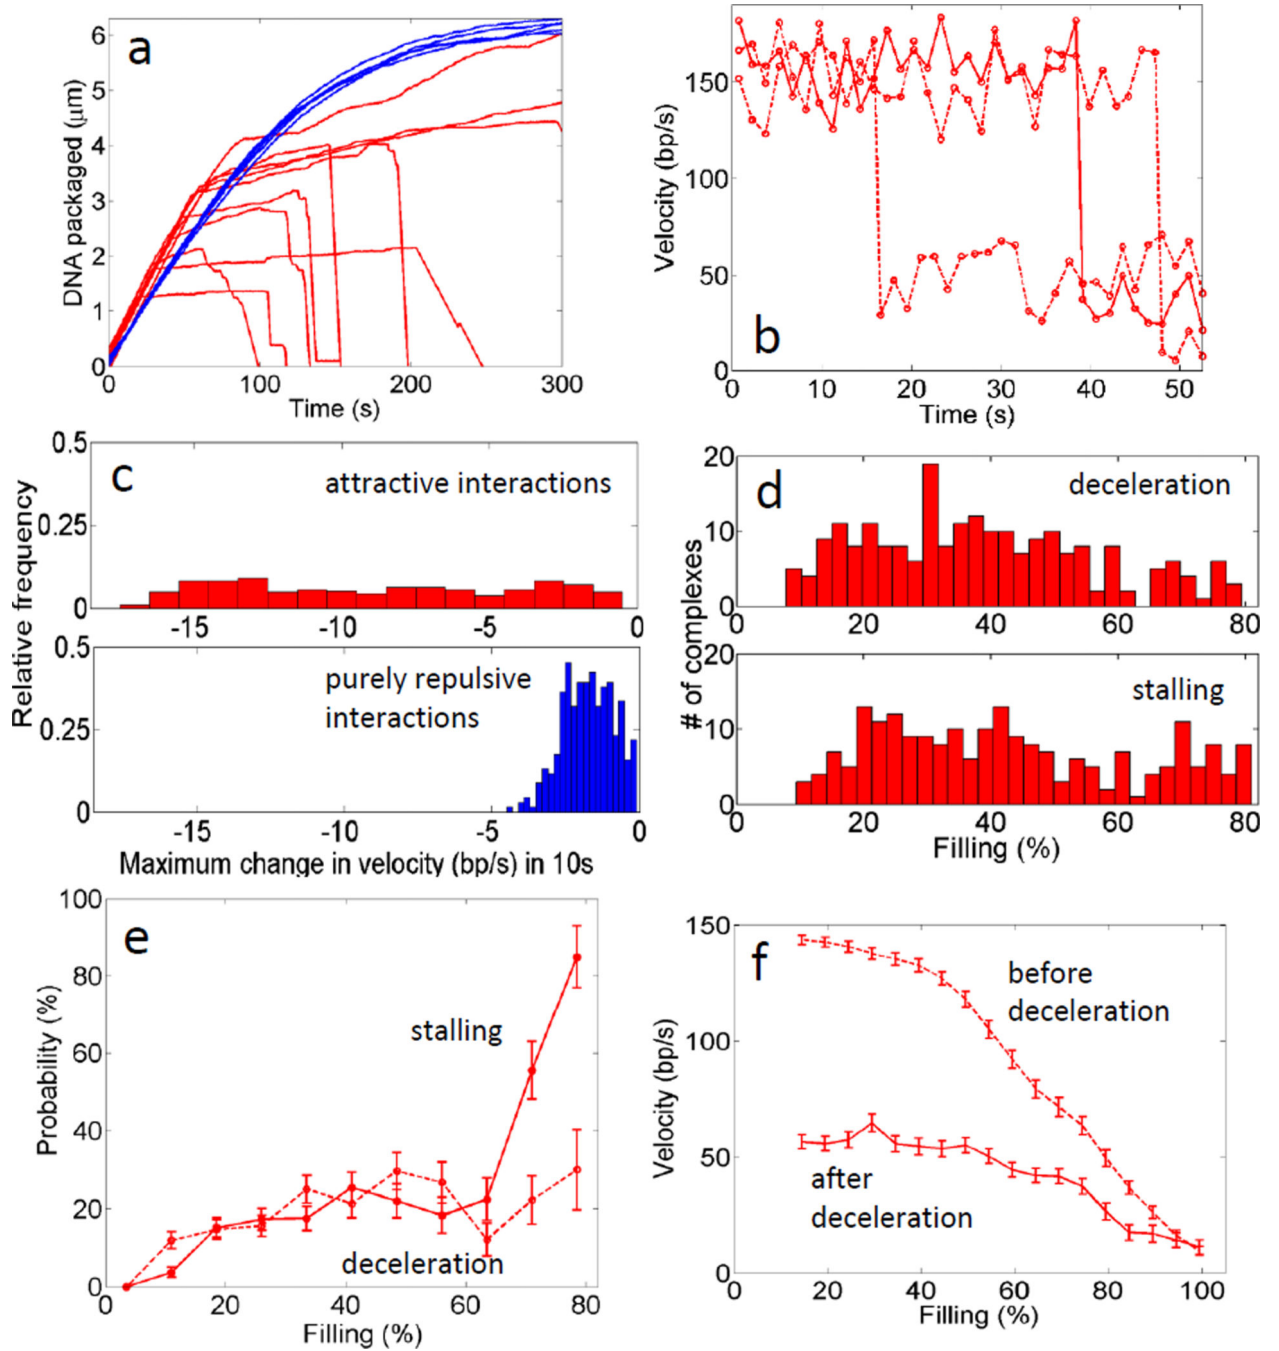 a
DNA packaged (μm)
6
5
4
3
2
1
0
0
100
200
300
Time (s)
b
Velocity (bp/s)
150
100
50
0
0
10
20
30
40
50
Time (s)
c
attractive interactions
Relative frequency
0.5
0.25
0
-15
-10
-5
0
purely repulsive
interactions
0.5
0.25
0
-15
-10
-5
0
Maximum change in velocity (bp/s) in 10s
d
deceleration
# of complexes
20
10
0
0
20
40
60
80
stalling
20
10
0
0
20
40
60
80
Filling (%)
e
Probability (%)
100
80
60
40
20
0
stalling
deceleration
0
20
40
60
80
Filling (%)
f
Velocity (bp/s)
150
100
50
0
before
deceleration
after
deceleration
20
40
60
80
100
Filling (%)